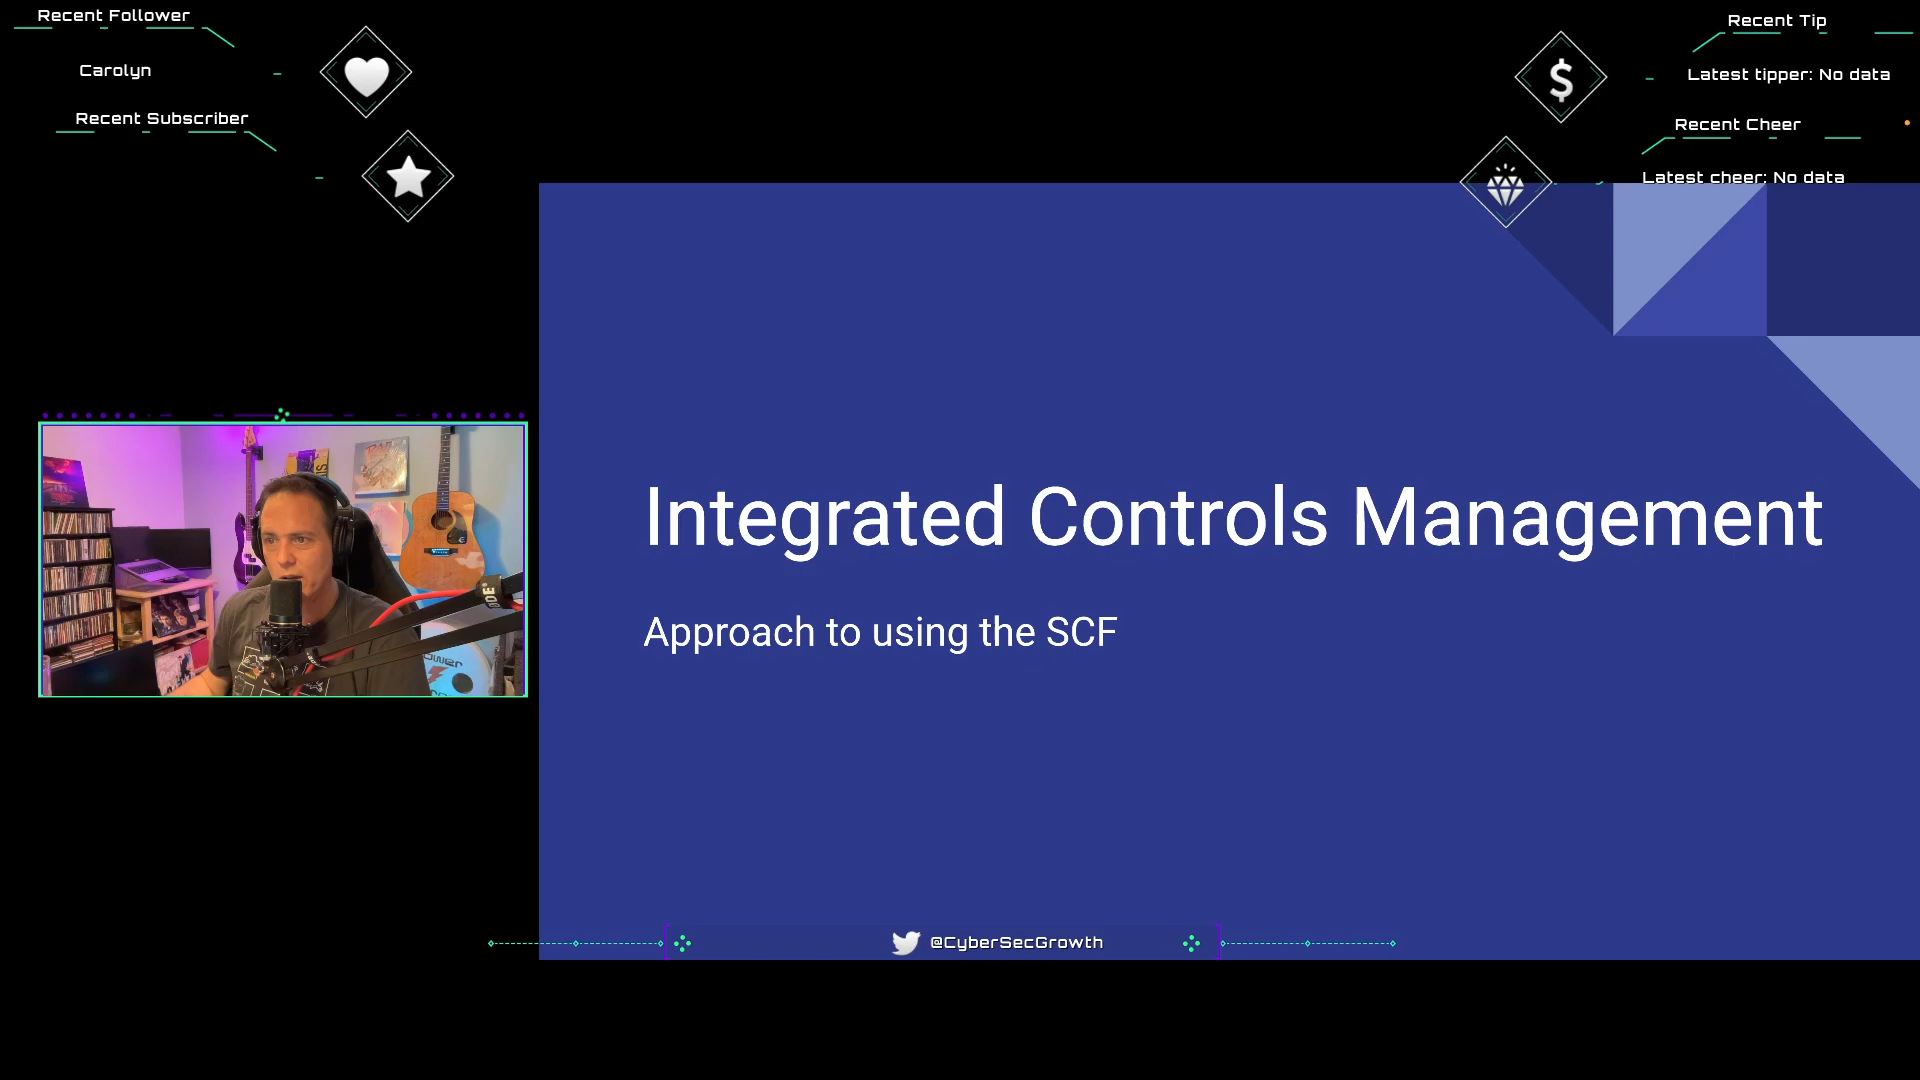 Recent Follower
Carolyn
Recent Subscriber
Recent Tip
Latest tipper: No data
Recent Cheer
Latest cheer: No data
Integrated Controls Management
Approach to using the SCF
@CyberSecGrowth